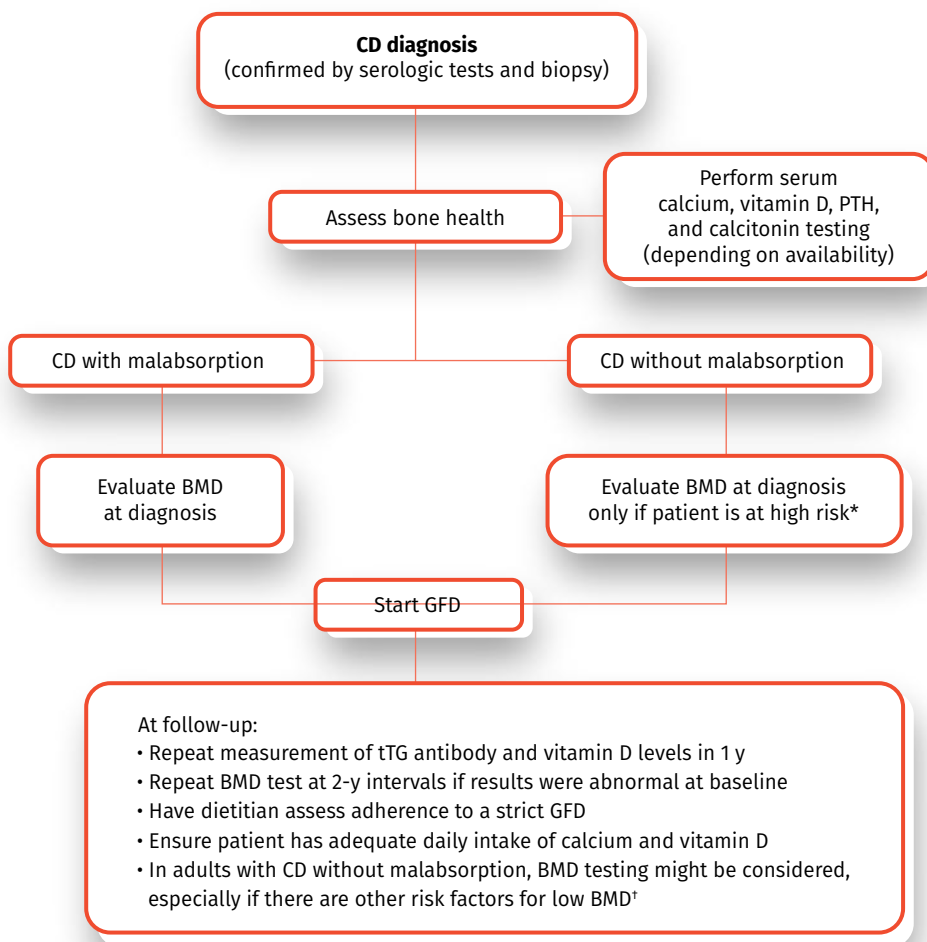 CD diagnosis
(confirmed by serologic tests and biopsy)
Assess bone health
Perform serum
calcium, vitamin D, PTH,
and calcitonin testing
(depending on availability)
CD with malabsorption
CD without malabsorption
Evaluate BMD
at diagnosis
Evaluate BMD at diagnosis
only if patient is at high risk*
Start GFD
At follow-up:
• Repeat measurement of tTG antibody and vitamin D levels in 1 y
• Repeat BMD test at 2-y intervals if results were abnormal at baseline
• Have dietitian assess adherence to a strict GFD
• Ensure patient has adequate daily intake of calcium and vitamin D
• In adults with CD without malabsorption, BMD testing might be considered,
especially if there are other risk factors for low BMD†